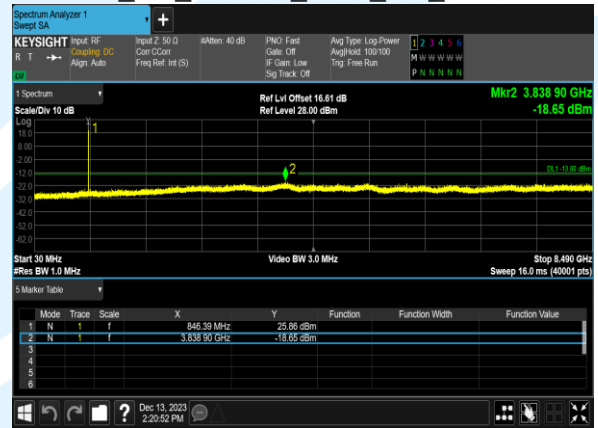 Spectrum Analyzer 1
Swept SA
+
KEYSIGHT Input: RF Input Z: 50 Ω #Atten: 40 dB PNO: Fast Avg Type: Log-Power 1 2 3 4 5 6
R T Coupling: DC Corr CCorr Gate: Off Avg|Hold: 100/100 M W W W W W
Align: Auto Freq Ref: Int (S) IF Gain: Low Trig: Free Run
Sig Track: Off P N N N N N
LXI
1 Spectrum Ref Lvl Offset 16.61 dB Mkr2 3.838 90 GHz
Scale/Div 10 dB Ref Level 28.00 dBm -18.65 dBm
Log
1
18.0
8.00
-2.00
-12.0 2 DL1 -13.00 dBm
-22.0
-32.0
-42.0
-52.0
-62.0
Start 30 MHz Video BW 3.0 MHz Stop 8.490 GHz
#Res BW 1.0 MHz Sweep 16.0 ms (40001 pts)
5 Marker Table
Mode Trace Scale X Y Function Function Width Function Value
1 N 1 f 846.39 MHz 25.86 dBm
2 N 1 f 3.838 90 GHz -18.65 dBm
3
4
5
6
? Dec 13, 2023
2:20:52 PM